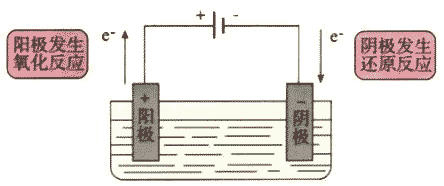 + -
阳极发生
氧化反应
e-
e-
阴极发生
还原反应
+
阳
极
-
阴
极